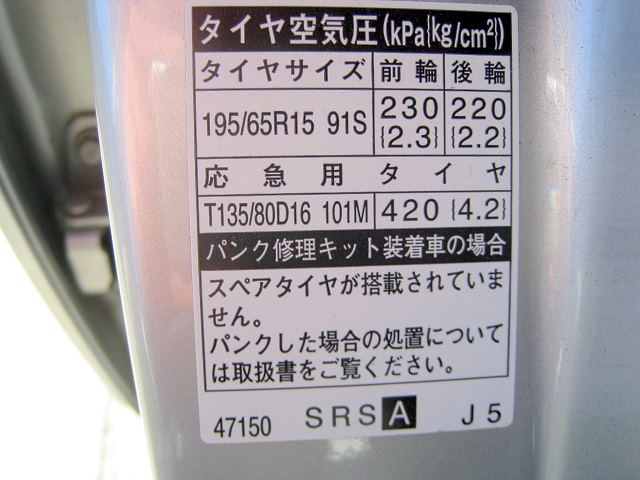 タイヤ空気圧(kPa{kg/cm²})
タイヤサイズ 前輪 後輪
195/65R15 91S 230 {2.3} 220 {2.2}
応急用タイヤ
T135/80D16 101M 420 {4.2}
パンク修理キット装着車の場合
スペアタイヤが搭載されていま
せん。
パンクした場合の処置について
は取扱書をご覧ください。
47150 SRS A J5